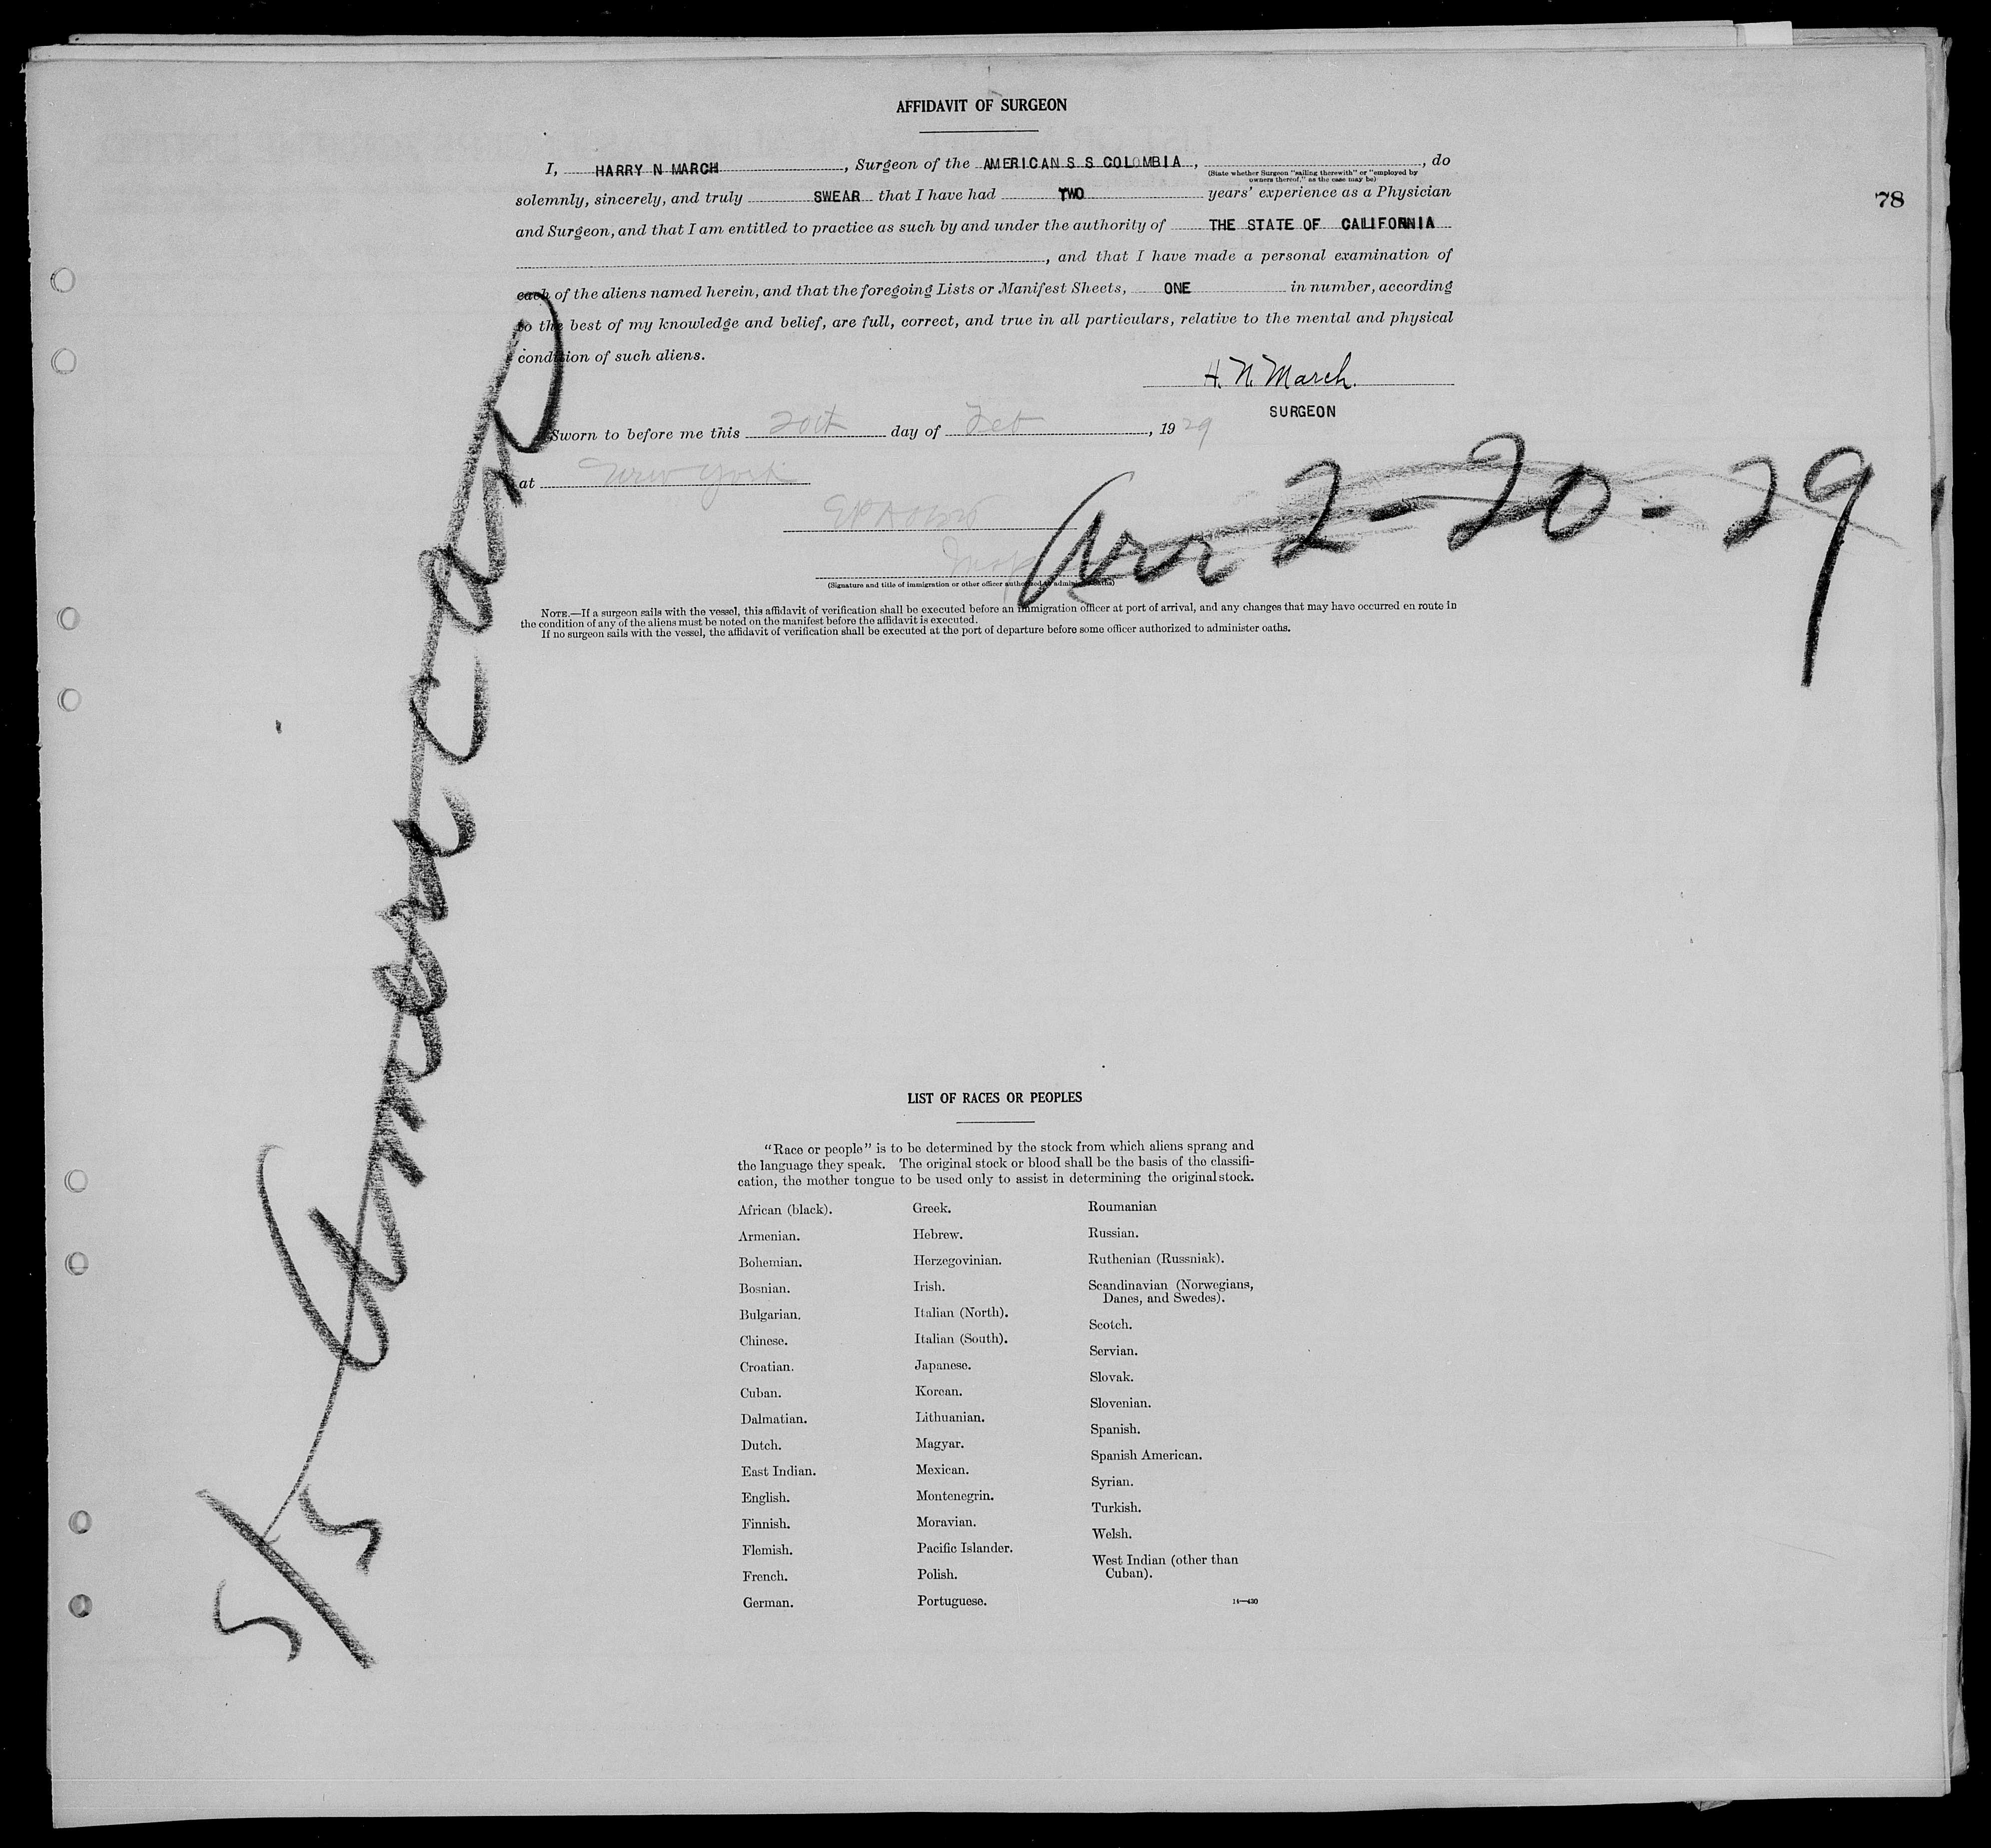 AFFIDAVIT OF SURGEON
I, HARRY N MARCH, Surgeon of the AMERICAN S S COLOMBIA, , do
(State whether Surgeon "sailing therewith" or "employed by
owners thereof," as the case may be)
solemnly, sincerely, and truly SWEAR that I have had TWO years' experience as a Physician
78
and Surgeon, and that I am entitled to practice as such by and under the authority of THE STATE OF CALIFORNIA
, and that I have made a personal examination of
each of the aliens named herein, and that the foregoing Lists or Manifest Sheets, ONE in number, according
to the best of my knowledge and belief, are full, correct, and true in all particulars, relative to the mental and physical
condition of such aliens.
H. N. March.
SURGEON
Sworn to before me this 20th day of Feb, 1929
at New York
Arr 2-20-29
(Signature and title of immigration or other officer authorized to administer oaths)
NOTE.—If a surgeon sails with the vessel, this affidavit of verification shall be executed before an immigration officer at port of arrival, and any changes that may have occurred en route in
the condition of any of the aliens must be noted on the manifest before the affidavit is executed.
If no surgeon sails with the vessel, the affidavit of verification shall be executed at the port of departure before some officer authorized to administer oaths.
S/S American
LIST OF RACES OR PEOPLES
"Race or people" is to be determined by the stock from which aliens sprang and
the language they speak. The original stock or blood shall be the basis of the classifi-
cation, the mother tongue to be used only to assist in determining the original stock.
African (black).
Armenian.
Bohemian.
Bosnian.
Bulgarian.
Chinese.
Croatian.
Cuban.
Dalmatian.
Dutch.
East Indian.
English.
Finnish.
Flemish.
French.
German.
Greek.
Hebrew.
Herzegovinian.
Irish.
Italian (North).
Italian (South).
Japanese.
Korean.
Lithuanian.
Magyar.
Mexican.
Montenegrin.
Moravian.
Pacific Islander.
Polish.
Portuguese.
Roumanian
Russian.
Ruthenian (Russniak).
Scandinavian (Norwegians,
Danes, and Swedes).
Scotch.
Servian.
Slovak.
Slovenian.
Spanish.
Spanish American.
Syrian.
Turkish.
Welsh.
West Indian (other than
Cuban).
14—430